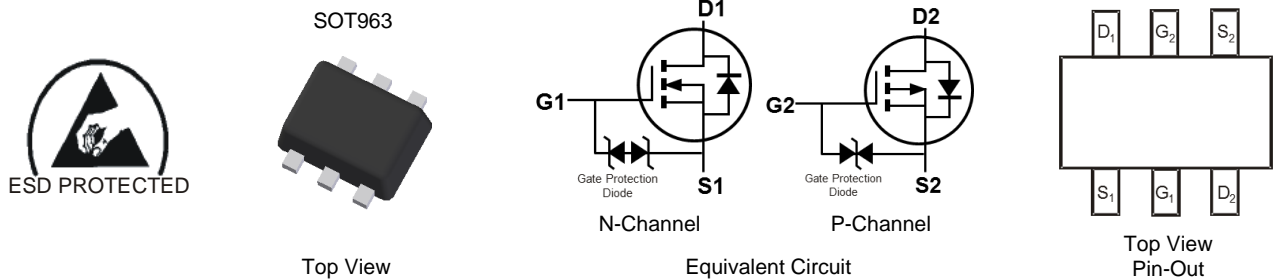 SOT963
ESD PROTECTED
Top View
D1
G1
Gate Protection
Diode
S1
N-Channel
D2
G2
Gate Protection
Diode
S2
P-Channel
Equivalent Circuit
D1 G2 S2
S1 G1 D2
Top View
Pin-Out